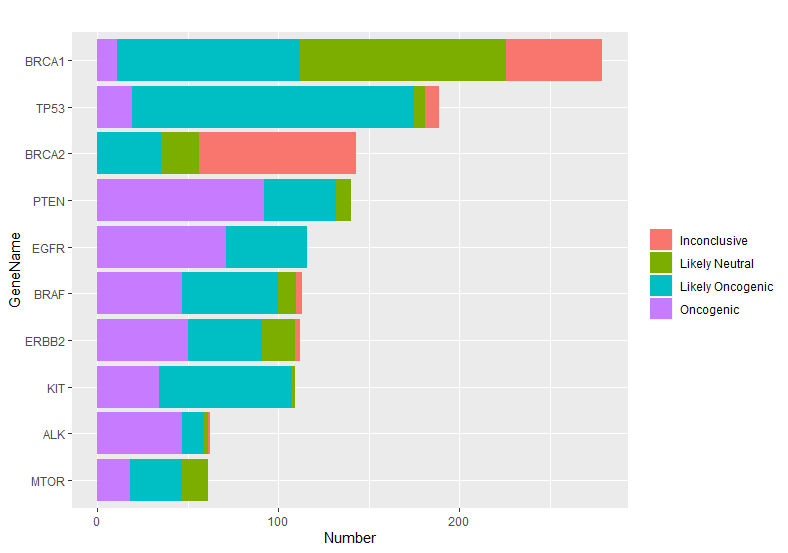 BRCA1
TP53
BRCA2
PTEN
EGFR
BRAF
ERBB2
KIT
ALK
MTOR
GeneName
0 100 200
Number
Inconclusive
Likely Neutral
Likely Oncogenic
Oncogenic